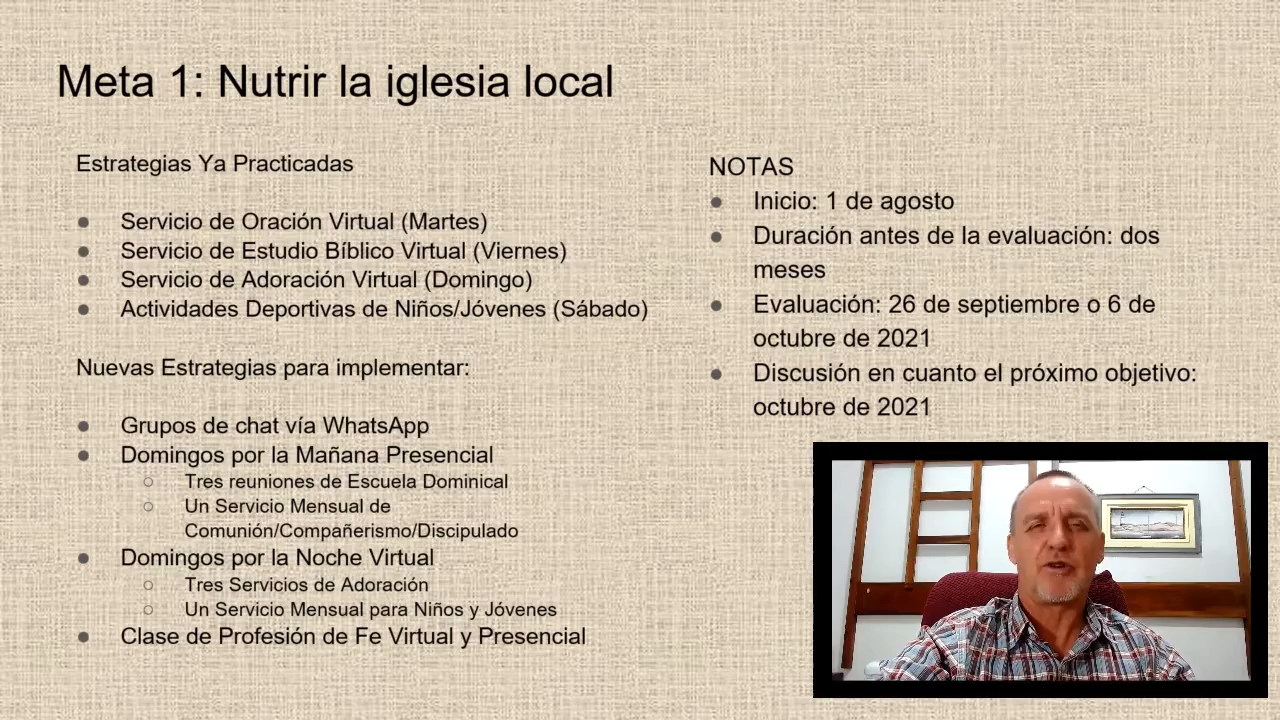 Meta 1: Nutrir la iglesia local
Estrategias Ya Practicadas
Servicio de Oración Virtual (Martes)
Servicio de Estudio Bíblico Virtual (Viernes)
Servicio de Adoración Virtual (Domingo)
Actividades Deportivas de Niños/Jóvenes (Sábado)
Nuevas Estrategias para implementar:
Grupos de chat vía WhatsApp
Domingos por la Mañana Presencial
Tres reuniones de Escuela Dominical
Un Servicio Mensual de
Comunión/Compañerismo/Discipulado
Domingos por la Noche Virtual
Tres Servicios de Adoración
Un Servicio Mensual para Niños y Jóvenes
Clase de Profesión de Fe Virtual y Presencial
NOTAS
Inicio: 1 de agosto
Duración antes de la evaluación: dos
meses
Evaluación: 26 de septiembre o 6 de
octubre de 2021
Discusión en cuanto el próximo objetivo:
octubre de 2021